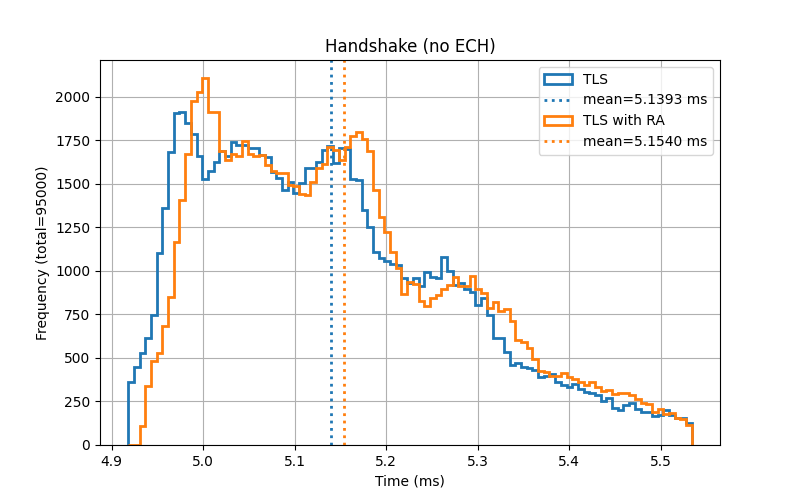 Handshake (no ECH)
TLS
mean=5.1393 ms
TLS with RA
mean=5.1540 ms
Frequency (total=95000)
2000
1750
1500
1250
1000
750
500
250
0
4.9 5.0 5.1 5.2 5.3 5.4 5.5
Time (ms)